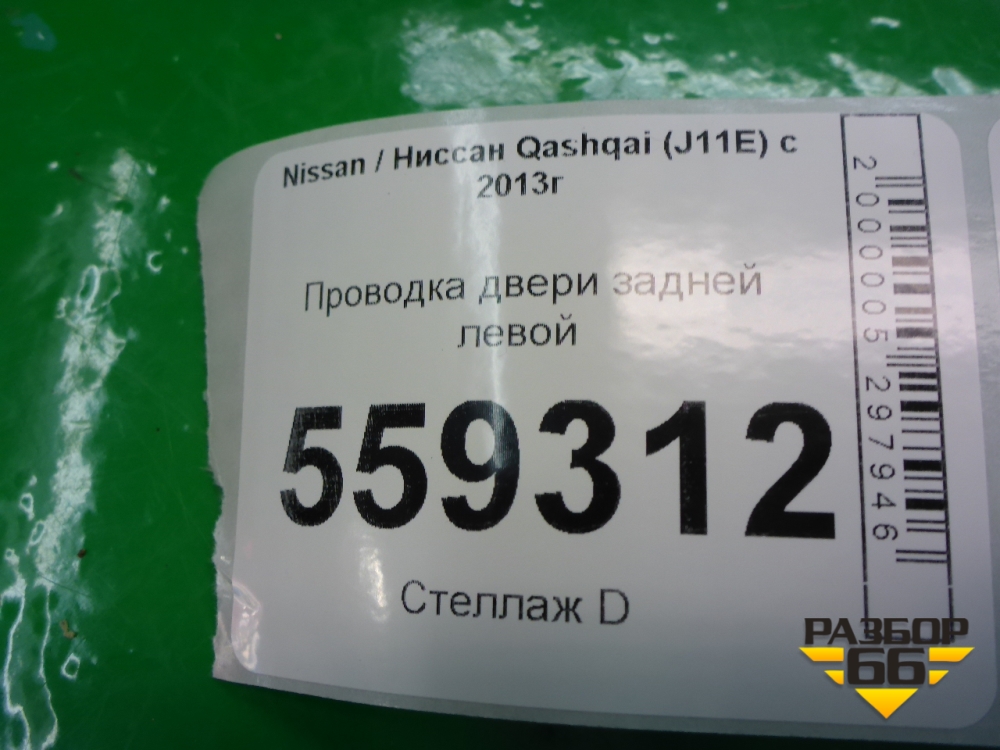 Nissan / Ниссан Qashqai (J11E) с
2013г
Проводка двери задней
левой
559312
Стеллаж D
2000005297946
РАЗБОР
66